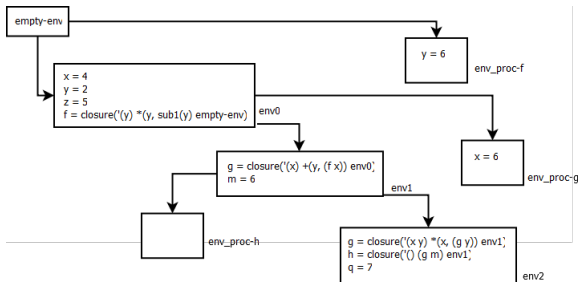 empty-env
y = 6
env_proc-f
x = 4
y = 2
z = 5
f = closure('(y) *(y, sub1(y) empty-env)
env0
x = 6
env_proc-g
g = closure('(x) +(y, (f x)) env0)
m = 6
env1
env_proc-h
g = closure('(x y) *(x, (g y)) env1)
h = closure('() (g m) env1)
q = 7
env2